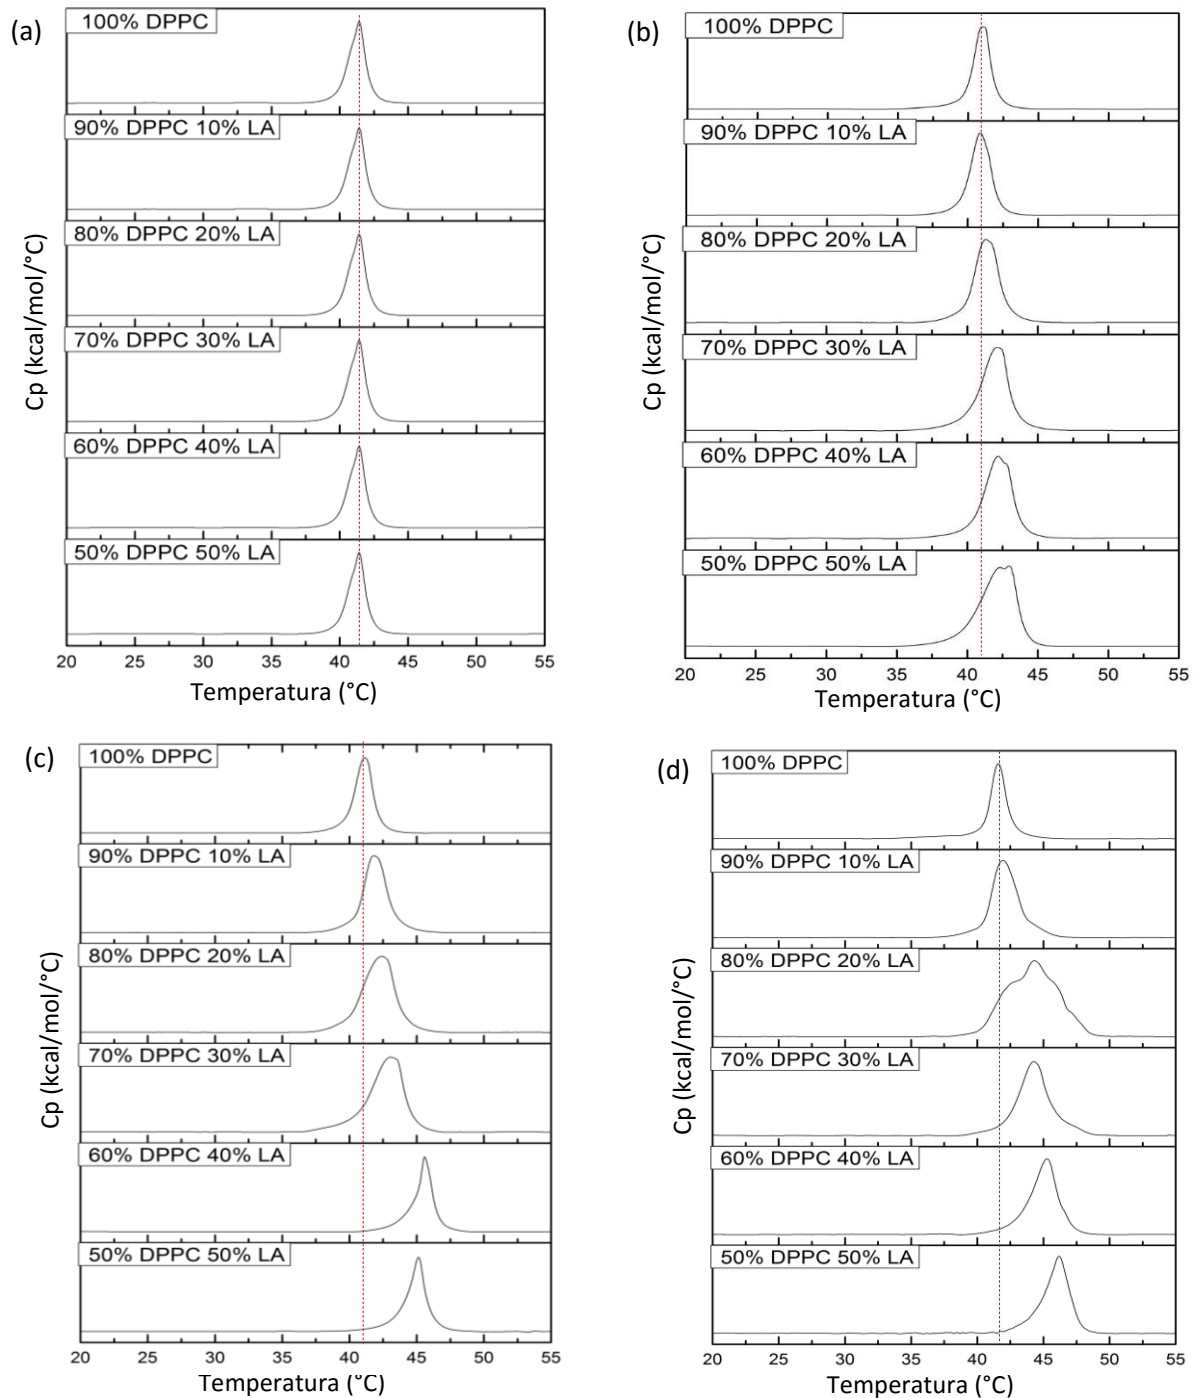 (a)
100% DPPC
90% DPPC 10% LA
80% DPPC 20% LA
70% DPPC 30% LA
60% DPPC 40% LA
50% DPPC 50% LA
Cp (kcal/mol/°C)
20 25 30 35 40 45 50 55
Temperatura (°C)
(b)
100% DPPC
90% DPPC 10% LA
80% DPPC 20% LA
70% DPPC 30% LA
60% DPPC 40% LA
50% DPPC 50% LA
Cp (kcal/mol/°C)
20 25 30 35 40 45 50 55
Temperatura (°C)
(c)
100% DPPC
90% DPPC 10% LA
80% DPPC 20% LA
70% DPPC 30% LA
60% DPPC 40% LA
50% DPPC 50% LA
Cp (kcal/mol/°C)
20 25 30 35 40 45 50 55
Temperatura (°C)
(d)
100% DPPC
90% DPPC 10% LA
80% DPPC 20% LA
70% DPPC 30% LA
60% DPPC 40% LA
50% DPPC 50% LA
Cp (kcal/mol/°C)
20 25 30 35 40 45 50 55
Temperatura (°C)